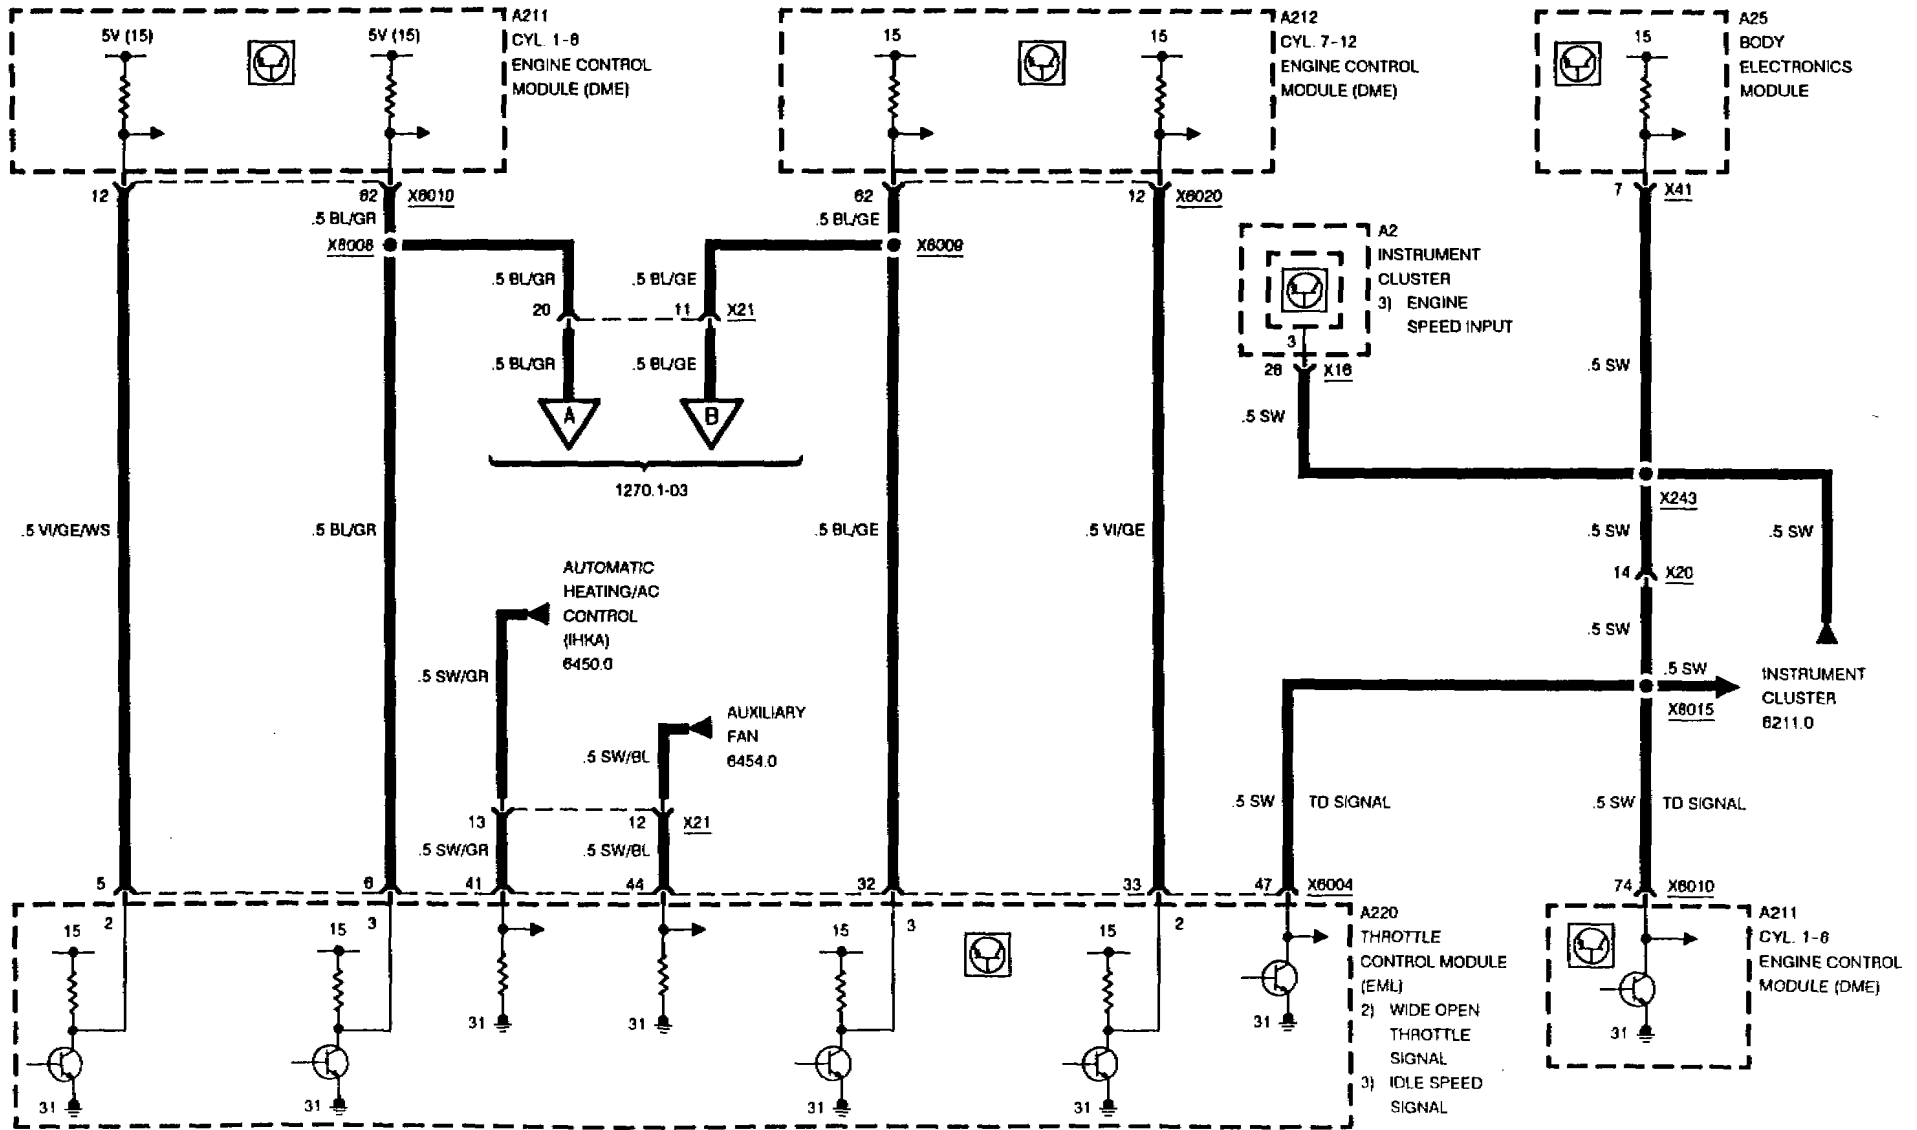 A211
CYL. 1-6
ENGINE CONTROL
MODULE (DME)
5V (15)
5V (15)
A212
CYL. 7-12
ENGINE CONTROL
MODULE (DME)
15
15
A25
BODY
ELECTRONICS
MODULE
15
12
62
X6010
62
12
X6020
7
X41
.5 BL/GR
.5 BL/GE
X6008
X6009
.5 BL/GR
.5 BL/GE
20
11
X21
.5 BL/GR
.5 BL/GE
A
B
1270.1-03
A2
INSTRUMENT
CLUSTER
3) ENGINE
SPEED INPUT
3
26
X16
.5 SW
.5 SW
X243
.5 VI/GE/WS
.5 BL/GR
.5 BL/GE
.5 VI/GE
.5 SW
.5 SW
14
X20
.5 SW
AUTOMATIC
HEATING/AC
CONTROL
(IHKA)
6450.0
.5 SW/GR
.5 SW
X6015
INSTRUMENT
CLUSTER
6211.0
AUXILIARY
FAN
6454.0
.5 SW/BL
.5 SW
TD SIGNAL
.5 SW
TD SIGNAL
13
12
X21
.5 SW/GR
.5 SW/BL
5
6
41
44
32
33
47
X6004
74
X6010
2
3
3
2
15
15
15
15
31
31
31
31
31
31
31
31
A220
THROTTLE
CONTROL MODULE
(EML)
2) WIDE OPEN
THROTTLE
SIGNAL
3) IDLE SPEED
SIGNAL
A211
CYL. 1-6
ENGINE CONTROL
MODULE (DME)